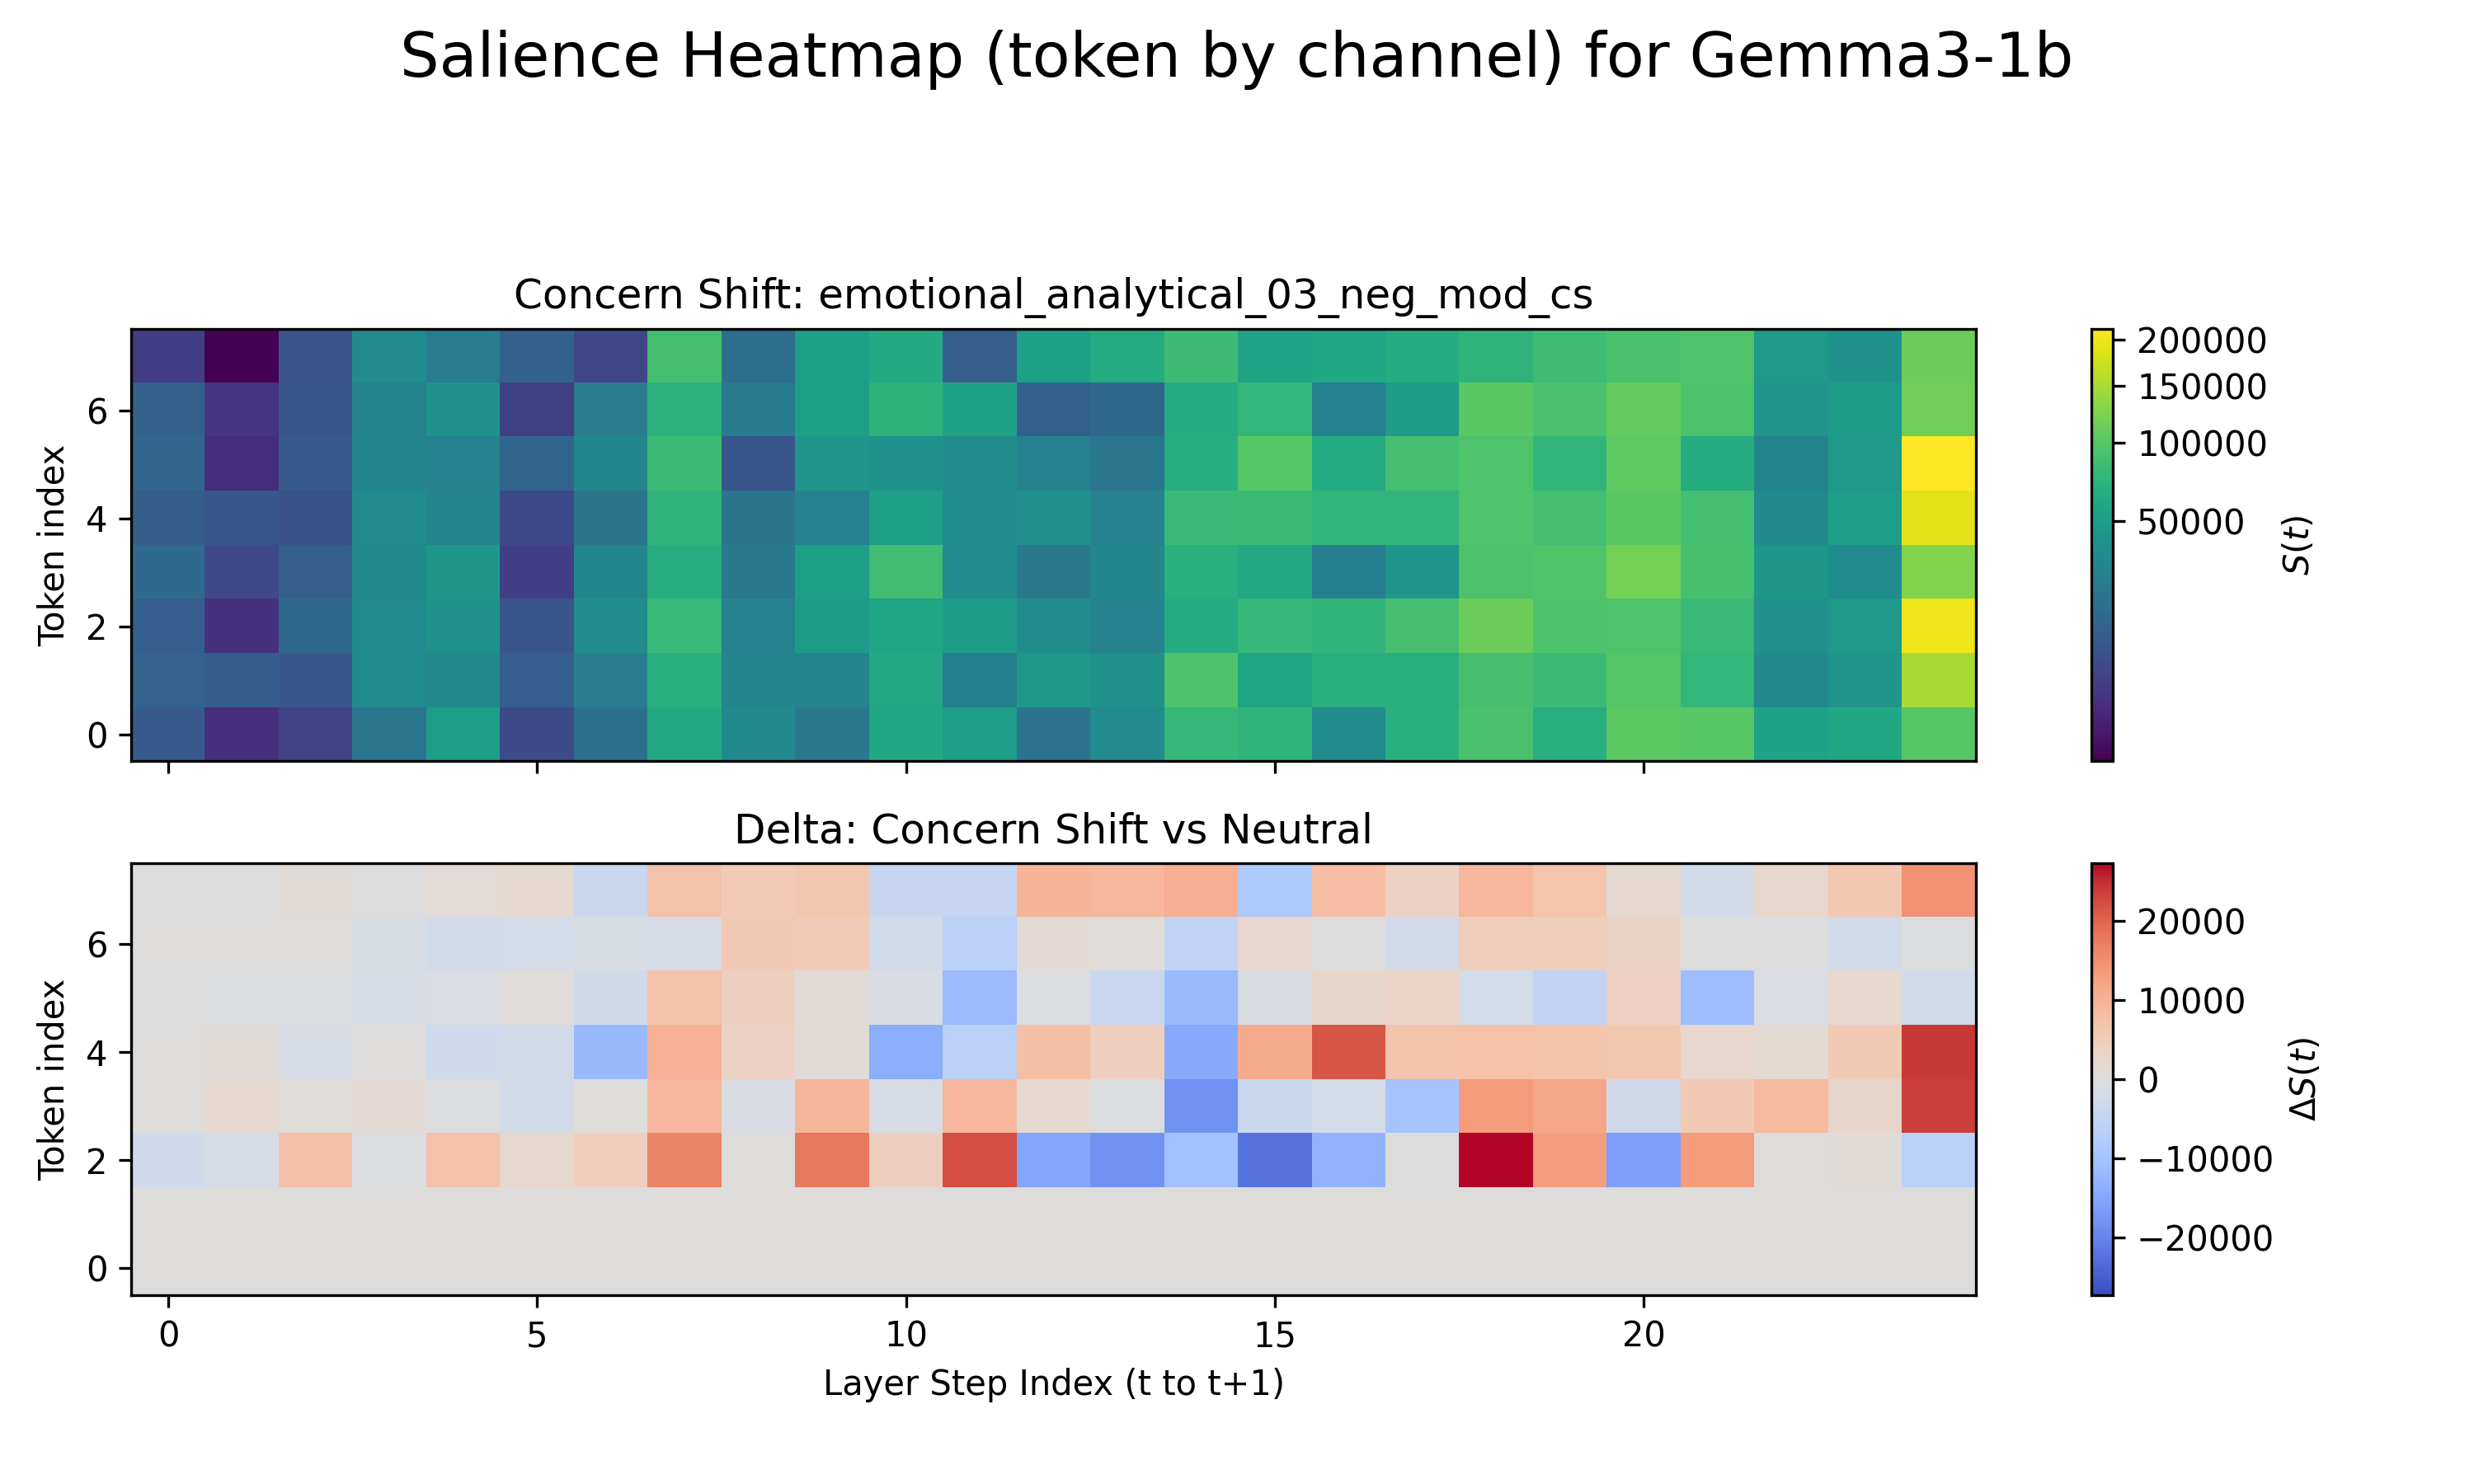 Salience Heatmap (token by channel) for Gemma3-1b
Concern Shift: emotional_analytical_03_neg_mod_cs
Token index
6
4
2
0
200000
150000
100000
50000
S(t)
Delta: Concern Shift vs Neutral
Token index
6
4
2
0
0
5
10
15
20
Layer Step Index (t to t+1)
20000
10000
0
−10000
−20000
ΔS(t)